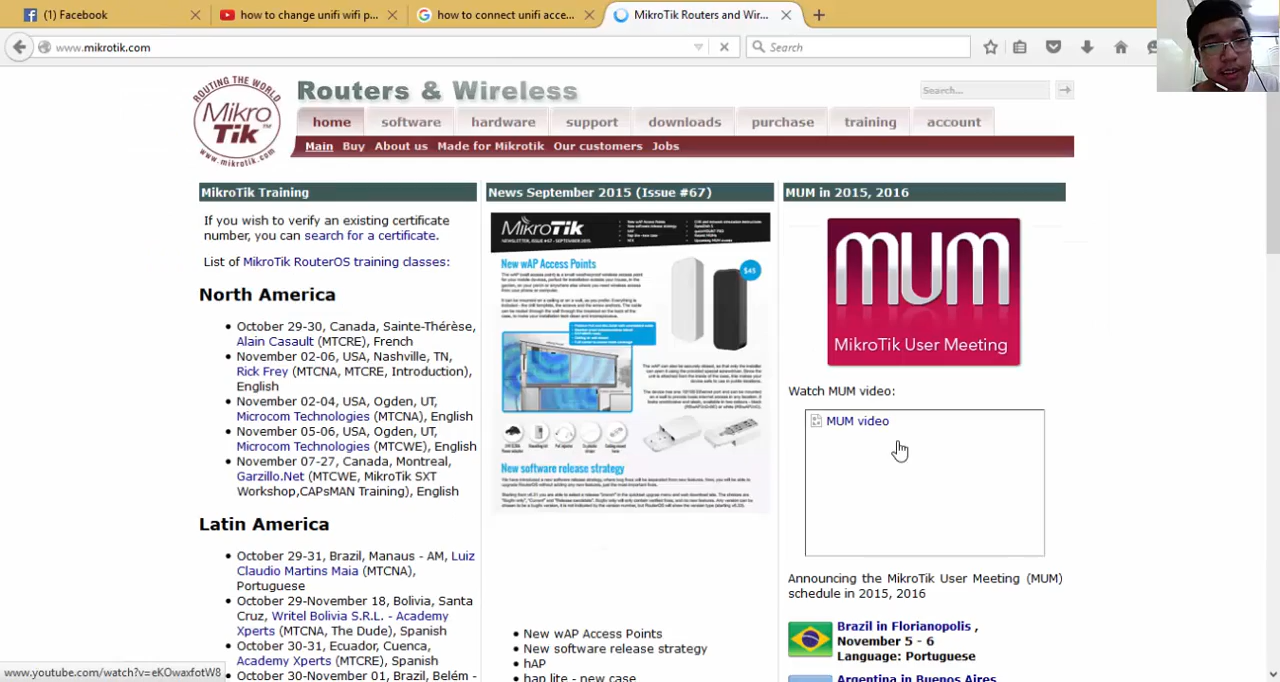 (1) Facebook
how to change unifi wifi p...
how to connect unifi acce...
MikroTik Routers and Wir...
www.mikrotik.com
Search
ROUTING THE WORLD
MikroTik
www.mikrotik.com
Routers & Wireless
Search...
home software hardware support downloads purchase training account
Main Buy About us Made for Mikrotik Our customers Jobs
MikroTik Training
If you wish to verify an existing certificate
number, you can search for a certificate.
List of MikroTik RouterOS training classes:
North America
October 29-30, Canada, Sainte-Thérèse,
Alain Casault (MTCRE), French
November 02-06, USA, Nashville, TN,
Rick Frey (MTCNA, MTCRE, Introduction),
English
November 02-04, USA, Ogden, UT,
Microcom Technologies (MTCNA), English
November 05-06, USA, Ogden, UT,
Microcom Technologies (MTCWE), English
November 07-27, Canada, Montreal,
Garzillo.Net (MTCWE, MikroTik SXT
Workshop,CAPsMAN Training), English
Latin America
October 29-31, Brazil, Manaus - AM, Luiz
Claudio Martins Maia (MTCNA),
Portuguese
October 29-November 18, Bolivia, Santa
Cruz, Writel Bolivia S.R.L. - Academy
Xperts (MTCNA, The Dude), Spanish
October 30-31, Ecuador, Cuenca,
Academy Xperts (MTCRE), Spanish
October 30-November 01, Brazil, Belém -
News September 2015 (Issue #67)
MikroTik
NEWSLETTER, ISSUE #67 - SEPTEMBER 2015
New wAP Access Points
$45
New software release strategy
New wAP Access Points
New software release strategy
hAP
hap lite - new case
MUM in 2015, 2016
mum
MikroTik User Meeting
Watch MUM video:
MUM video
Announcing the MikroTik User Meeting (MUM)
schedule in 2015, 2016
Brazil in Florianopolis ,
November 5 - 6
Language: Portuguese
Argentina in Buenos Aires
www.youtube.com/watch?v=eKOwaxfotW8